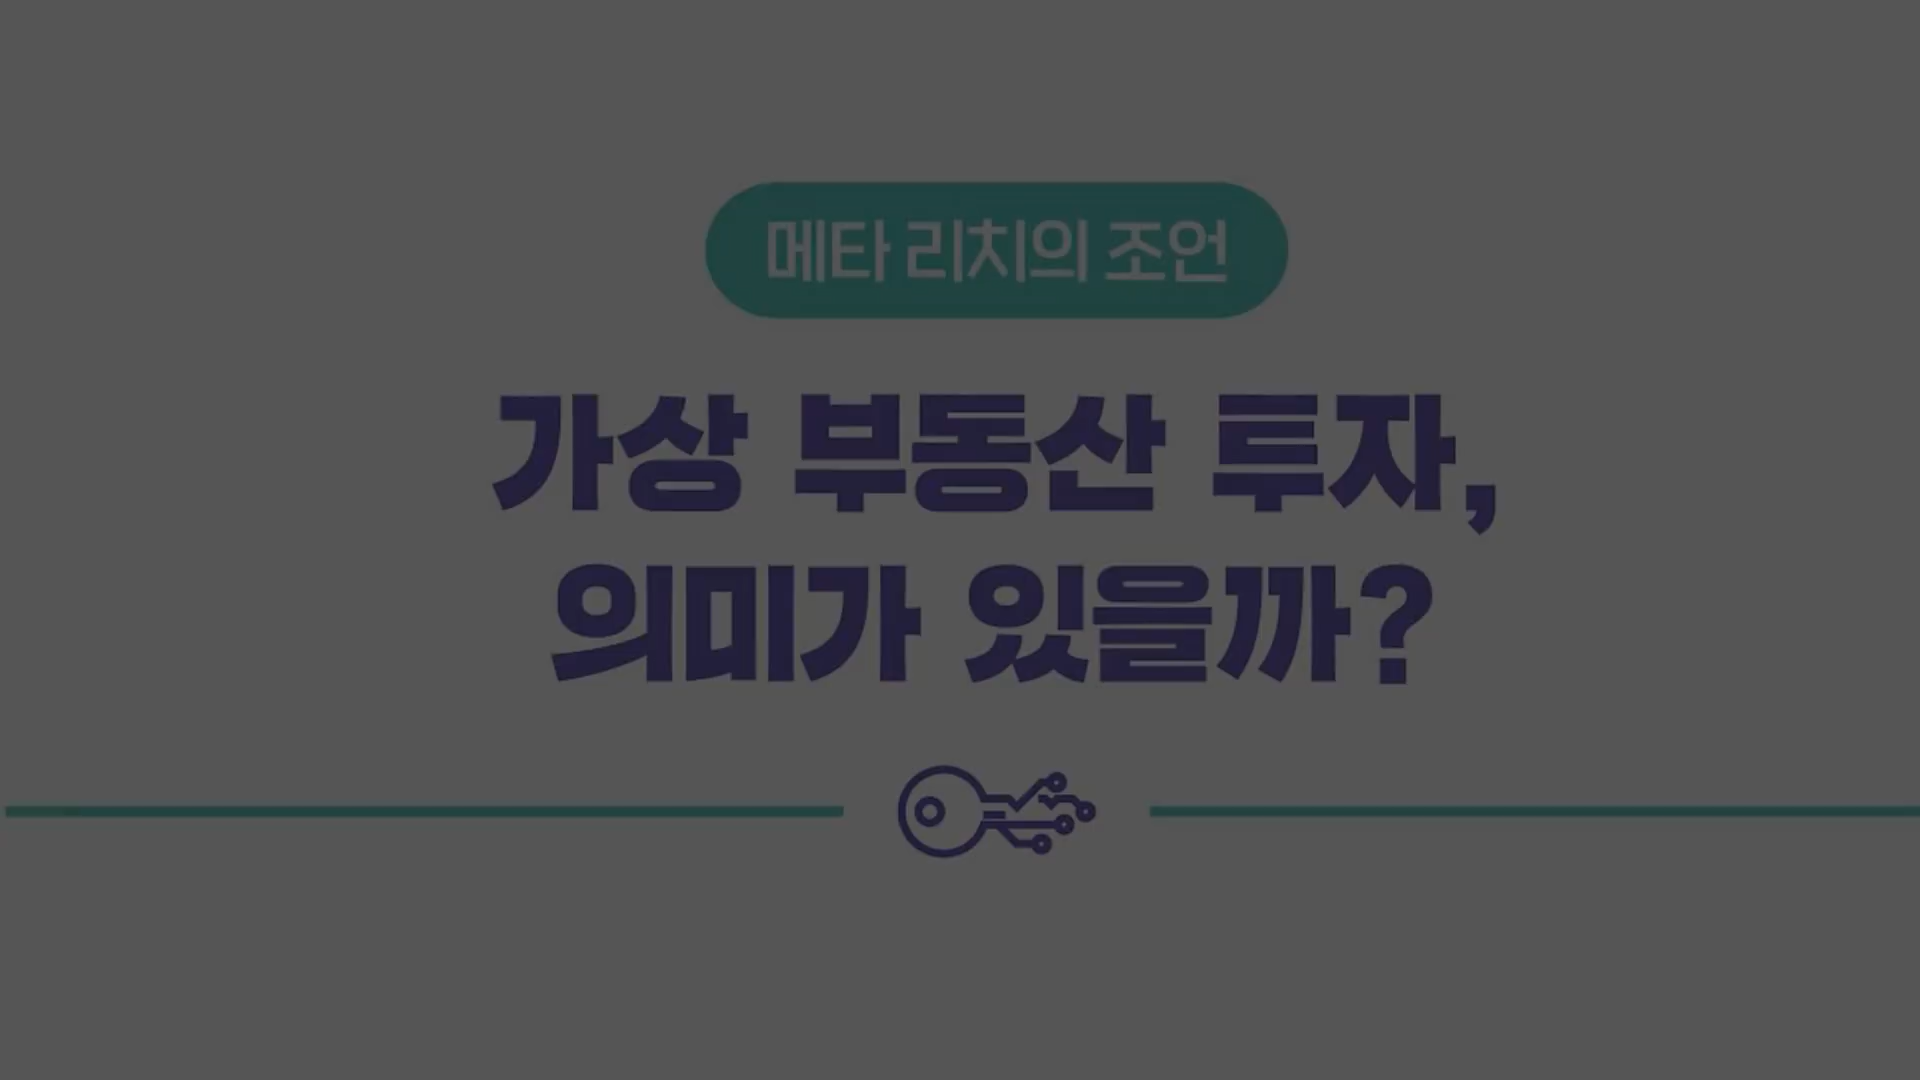 메타 리치의 조언
가상 부동산 투자,
의미가 있을까?